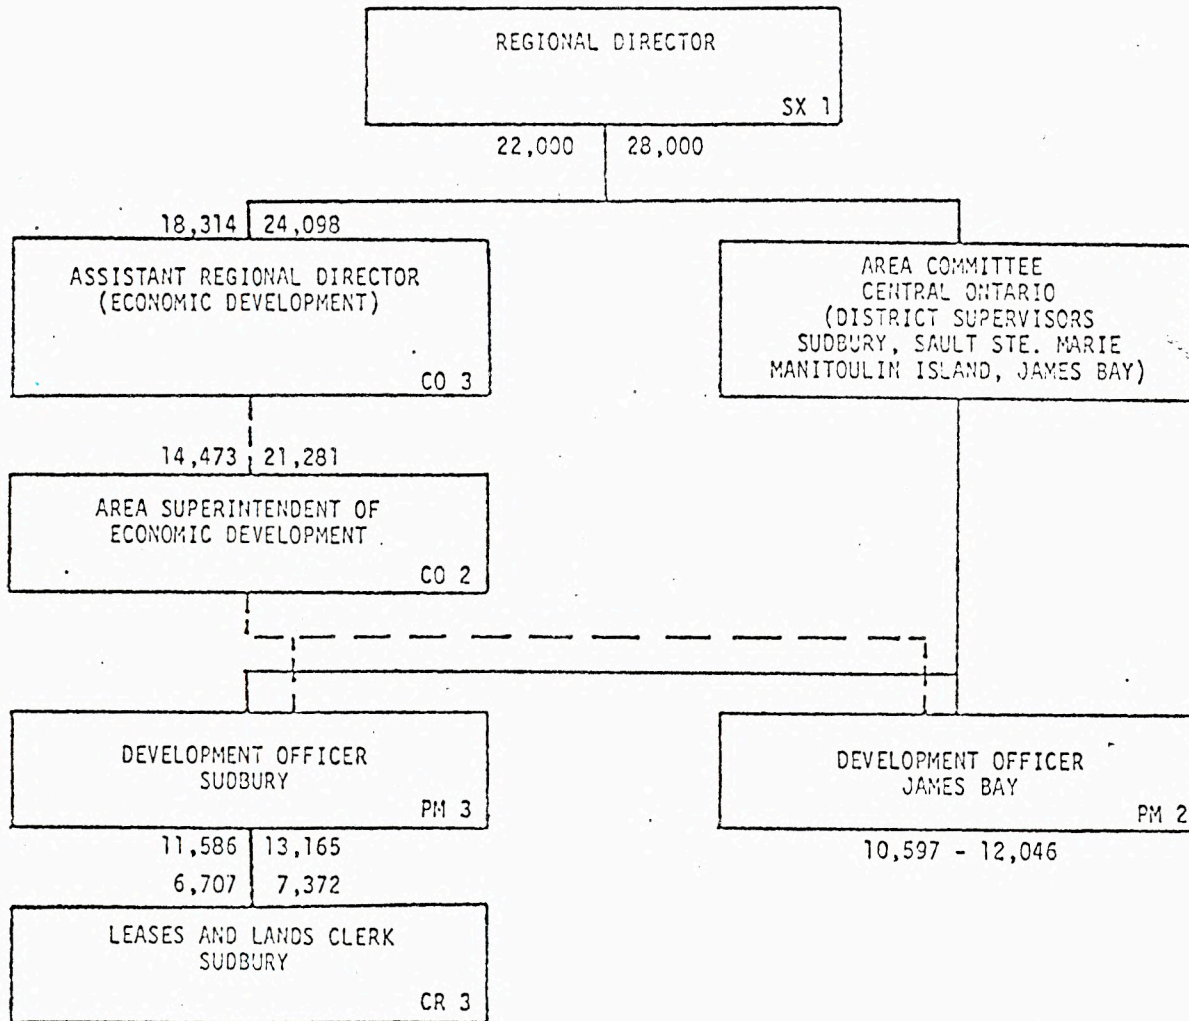 REGIONAL DIRECTOR
SX 1
22,000 28,000
18,314 24,098
ASSISTANT REGIONAL DIRECTOR
(ECONOMIC DEVELOPMENT)
CO 3
AREA COMMITTEE
CENTRAL ONTARIO
(DISTRICT SUPERVISORS
SUDBURY, SAULT STE. MARIE
MANITOULIN ISLAND, JAMES BAY)
14,473 21,281
AREA SUPERINTENDENT OF
ECONOMIC DEVELOPMENT
CO 2
DEVELOPMENT OFFICER
SUDBURY
PM 3
DEVELOPMENT OFFICER
JAMES BAY
PM 2
11,586 13,165
10,597 - 12,046
6,707 7,372
LEASES AND LANDS CLERK
SUDBURY
CR 3